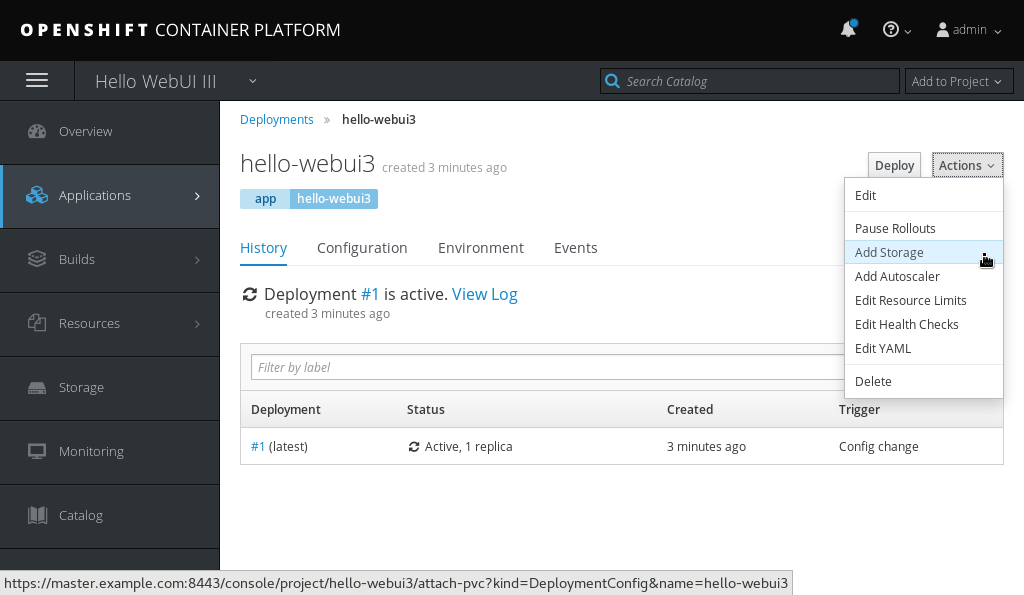 OPENSHIFT CONTAINER PLATFORM
admin
Hello WebUI III
Search Catalog
Add to Project
Overview
Applications
Builds
Resources
Storage
Monitoring
Catalog
Deployments » hello-webui3
hello-webui3 created 3 minutes ago
Deploy
Actions
app hello-webui3
Edit
Pause Rollouts
Add Storage
Add Autoscaler
Edit Resource Limits
Edit Health Checks
Edit YAML
Delete
History Configuration Environment Events
Deployment #1 is active. View Log
created 3 minutes ago
Filter by label
Deployment Status Created Trigger
#1 (latest) Active, 1 replica 3 minutes ago Config change
https://master.example.com:8443/console/project/hello-webui3/attach-pvc?kind=DeploymentConfig&name=hello-webui3